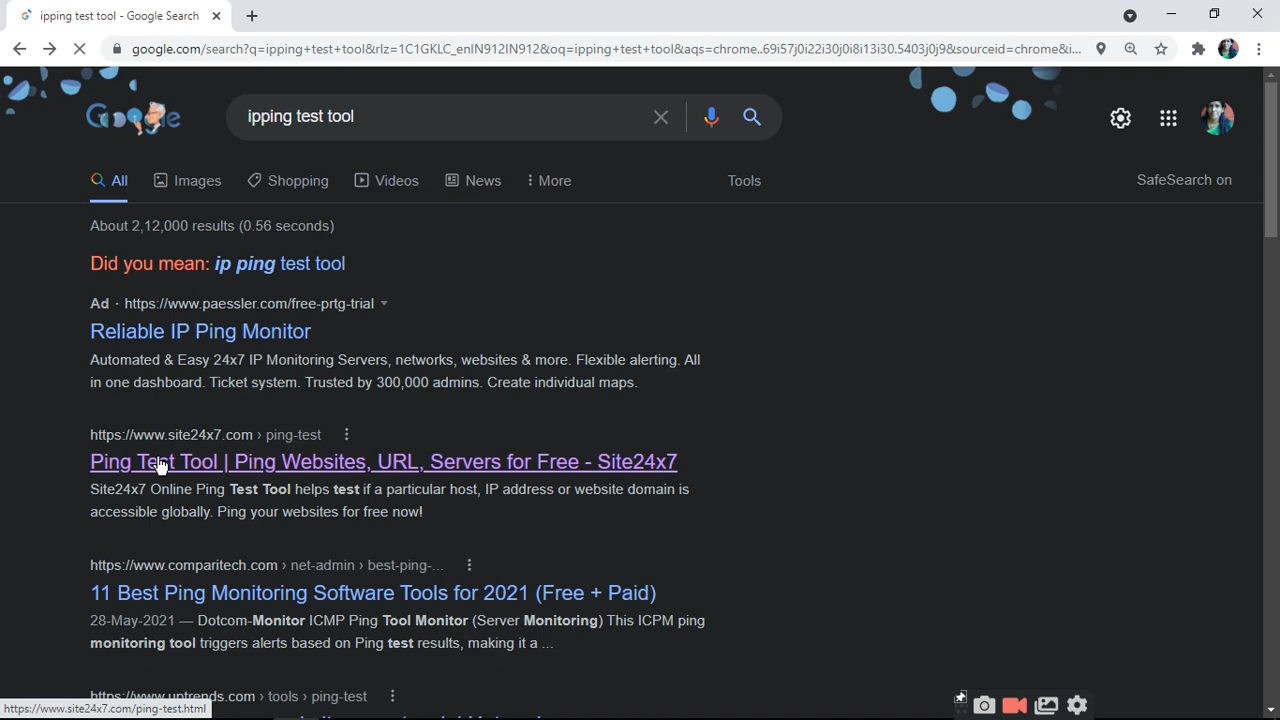 ipping test tool - Google Search
google.com/search?q=ipping+test+tool&rlz=1C1GKLC_enIN912IN912&oq=ipping+test+tool&aqs=chrome..69i57j0i22i30j0i8i13i30.5403j0j9&sourceid=chrome&i...
Google
ipping test tool
All Images Shopping Videos News More Tools SafeSearch on
About 2,12,000 results (0.56 seconds)
Did you mean: ip ping test tool
Ad · https://www.paessler.com/free-prtg-trial
Reliable IP Ping Monitor
Automated & Easy 24x7 IP Monitoring Servers, networks, websites & more. Flexible alerting. All
in one dashboard. Ticket system. Trusted by 300,000 admins. Create individual maps.
https://www.site24x7.com › ping-test
Ping Test Tool | Ping Websites, URL, Servers for Free - Site24x7
Site24x7 Online Ping Test Tool helps test if a particular host, IP address or website domain is
accessible globally. Ping your websites for free now!
https://www.comparitech.com › net-admin › best-ping-...
11 Best Ping Monitoring Software Tools for 2021 (Free + Paid)
28-May-2021 — Dotcom-Monitor ICMP Ping Tool Monitor (Server Monitoring) This ICPM ping
monitoring tool triggers alerts based on Ping test results, making it a ...
https://www.uptrends.com › tools › ping-test
https://www.site24x7.com/ping-test.html